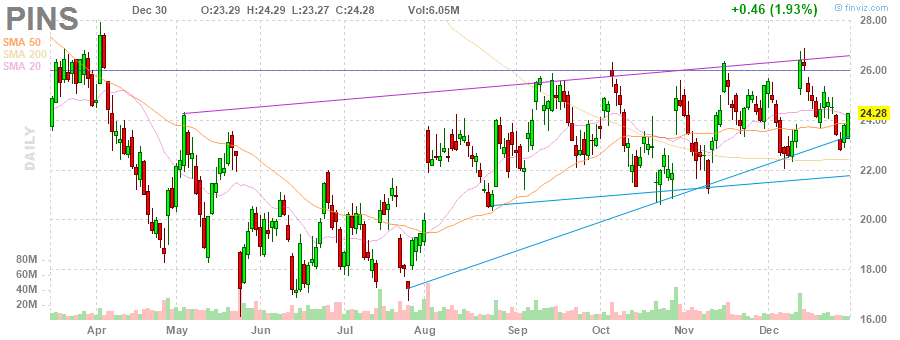 PINS
Dec 30 O:23.29 H:24.29 L:23.27 C:24.28 Vol:6.05M +0.46 (1.93%)
© finviz.com
SMA 50
SMA 200
SMA 20
DAILY
28.00
26.00
24.28
24.00
22.00
20.00
18.00
16.00
80M
60M
40M
20M
Apr May Jun Jul Aug Sep Oct Nov Dec